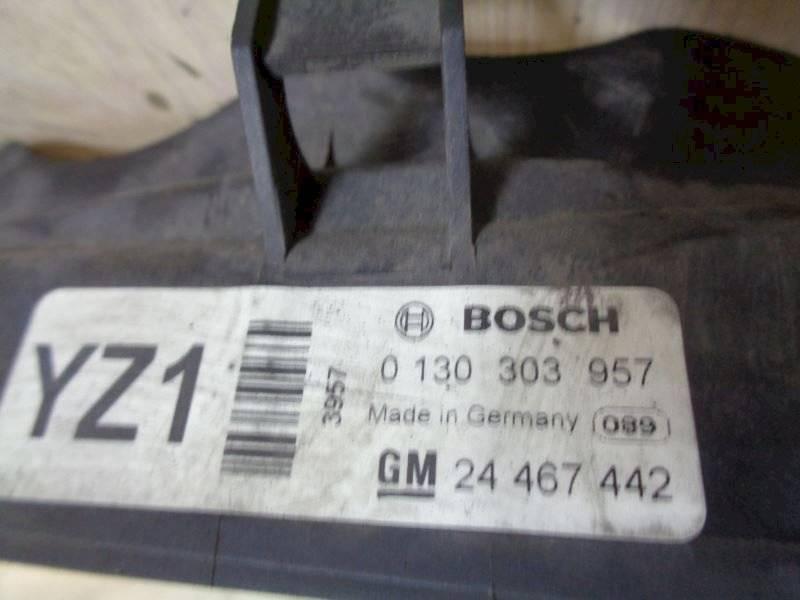 YZ1
3957
BOSCH
0 130 303 957
Made in Germany 089
GM 24 467 442